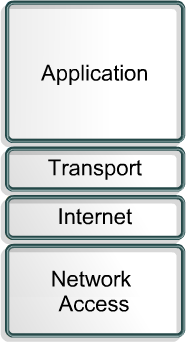 Application
Transport
Internet
Network
Access